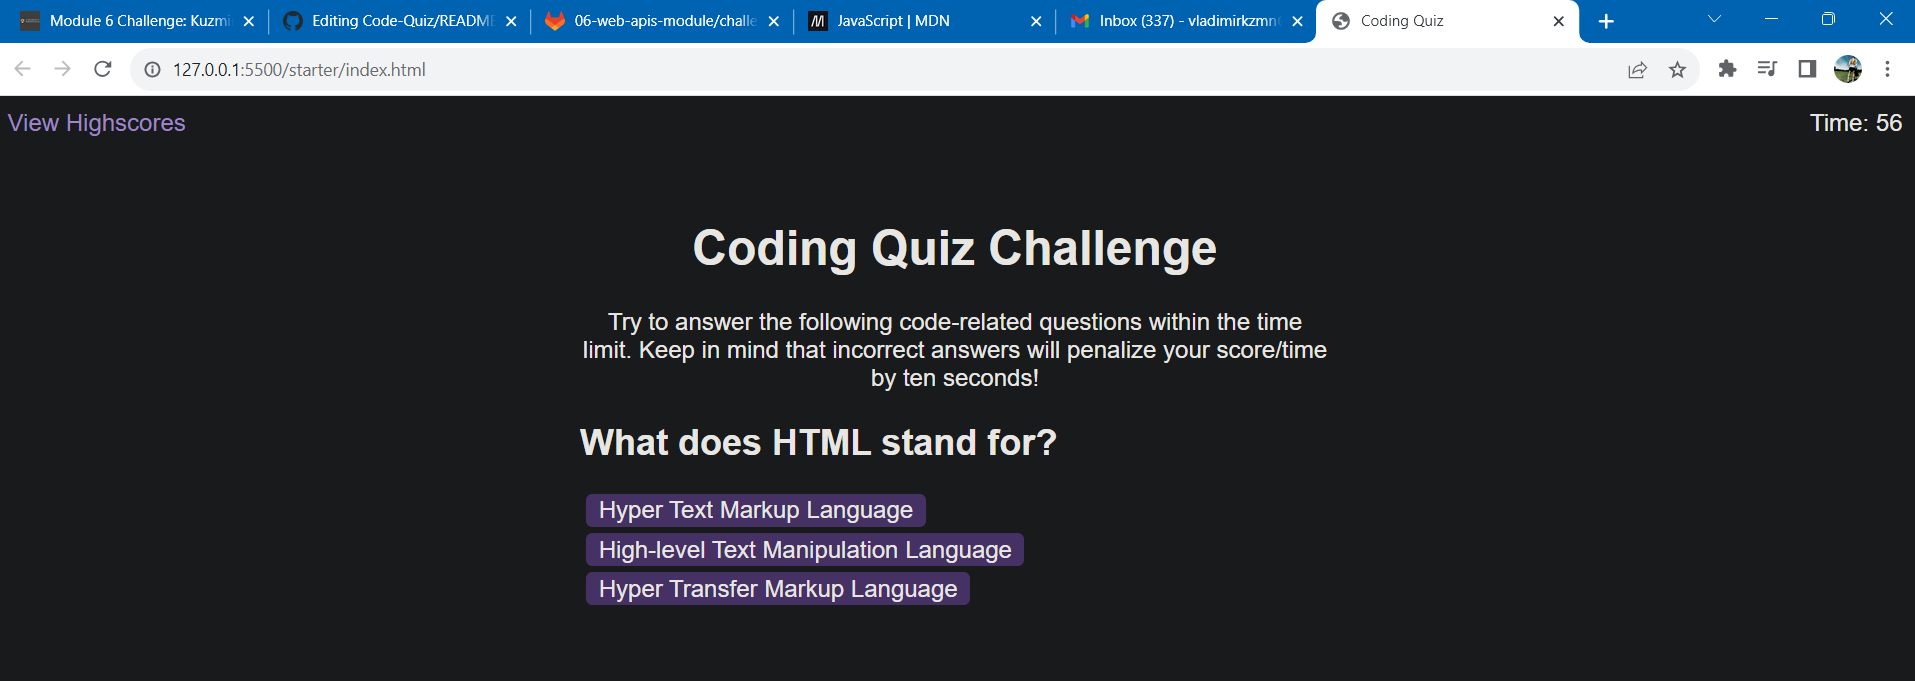 Module 6 Challenge: Kuzmi
Editing Code-Quiz/README
06-web-apis-module/challe
JavaScript | MDN
Inbox (337) - vladimirkzmn
Coding Quiz
127.0.0.1:5500/starter/index.html
View Highscores
Time: 56
Coding Quiz Challenge
Try to answer the following code-related questions within the time
limit. Keep in mind that incorrect answers will penalize your score/time
by ten seconds!
What does HTML stand for?
Hyper Text Markup Language
High-level Text Manipulation Language
Hyper Transfer Markup Language